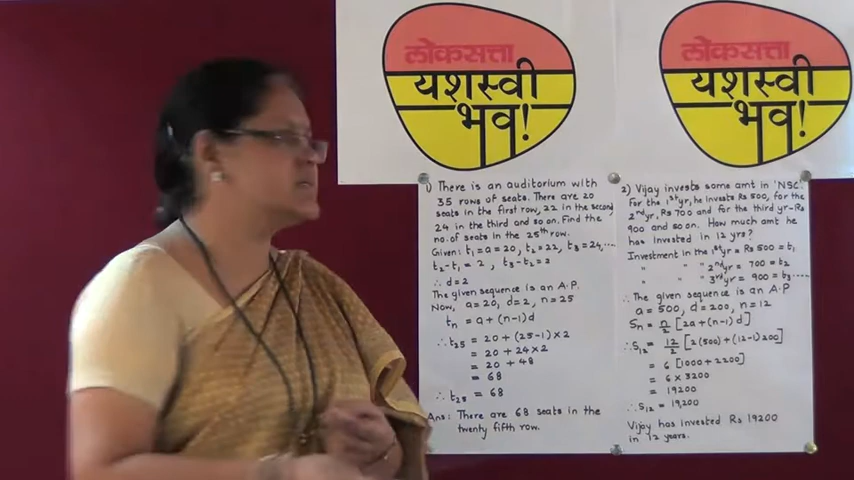 लोकसत्ता
यशस्वी
भव!
लोकसत्ता
यशस्वी
भव!
1) There is an auditorium with
35 rows of seats. There are 20
seats in the first row, 22 in the second,
24 in the third and so on. Find the
no. of seats in the 25th row.
Given: t₁ = a = 20, t₂ = 22, t₃ = 24,....
t₂-t₁ = 2, t₃-t₂ = 2
∴ d = 2
The given sequence is an A.P.
Now, a = 20, d = 2, n = 25
tn = a + (n-1)d
∴ t₂₅ = 20 + (25-1)×2
= 20 + 24×2
= 20 + 48
= 68
∴ t₂₅ = 68
Ans: There are 68 seats in the
twenty fifth row.
2) Vijay invests some amt in 'NSC'.
For the 1st yr, he invests Rs 500, for the
2nd yr, Rs 700 and for the third yr-Rs
900 and so on. How much amt he
has invested in 12 yrs?
Investment in the 1st yr = Rs 500 = t₁
" " " 2nd yr = 700 = t₂
" " " 3rd yr = 900 = t₃...
∴ The given sequence is an A.P
a = 500, d = 200, n = 12
Sn = n/2 [2a + (n-1)d]
∴ S₁₂ = 12/2 [2(500) + (12-1)200]
= 6 [1000 + 2200]
= 6 × 3200
= 19200
∴ S₁₂ = 19,200
Vijay has invested Rs 19200
in 12 years.